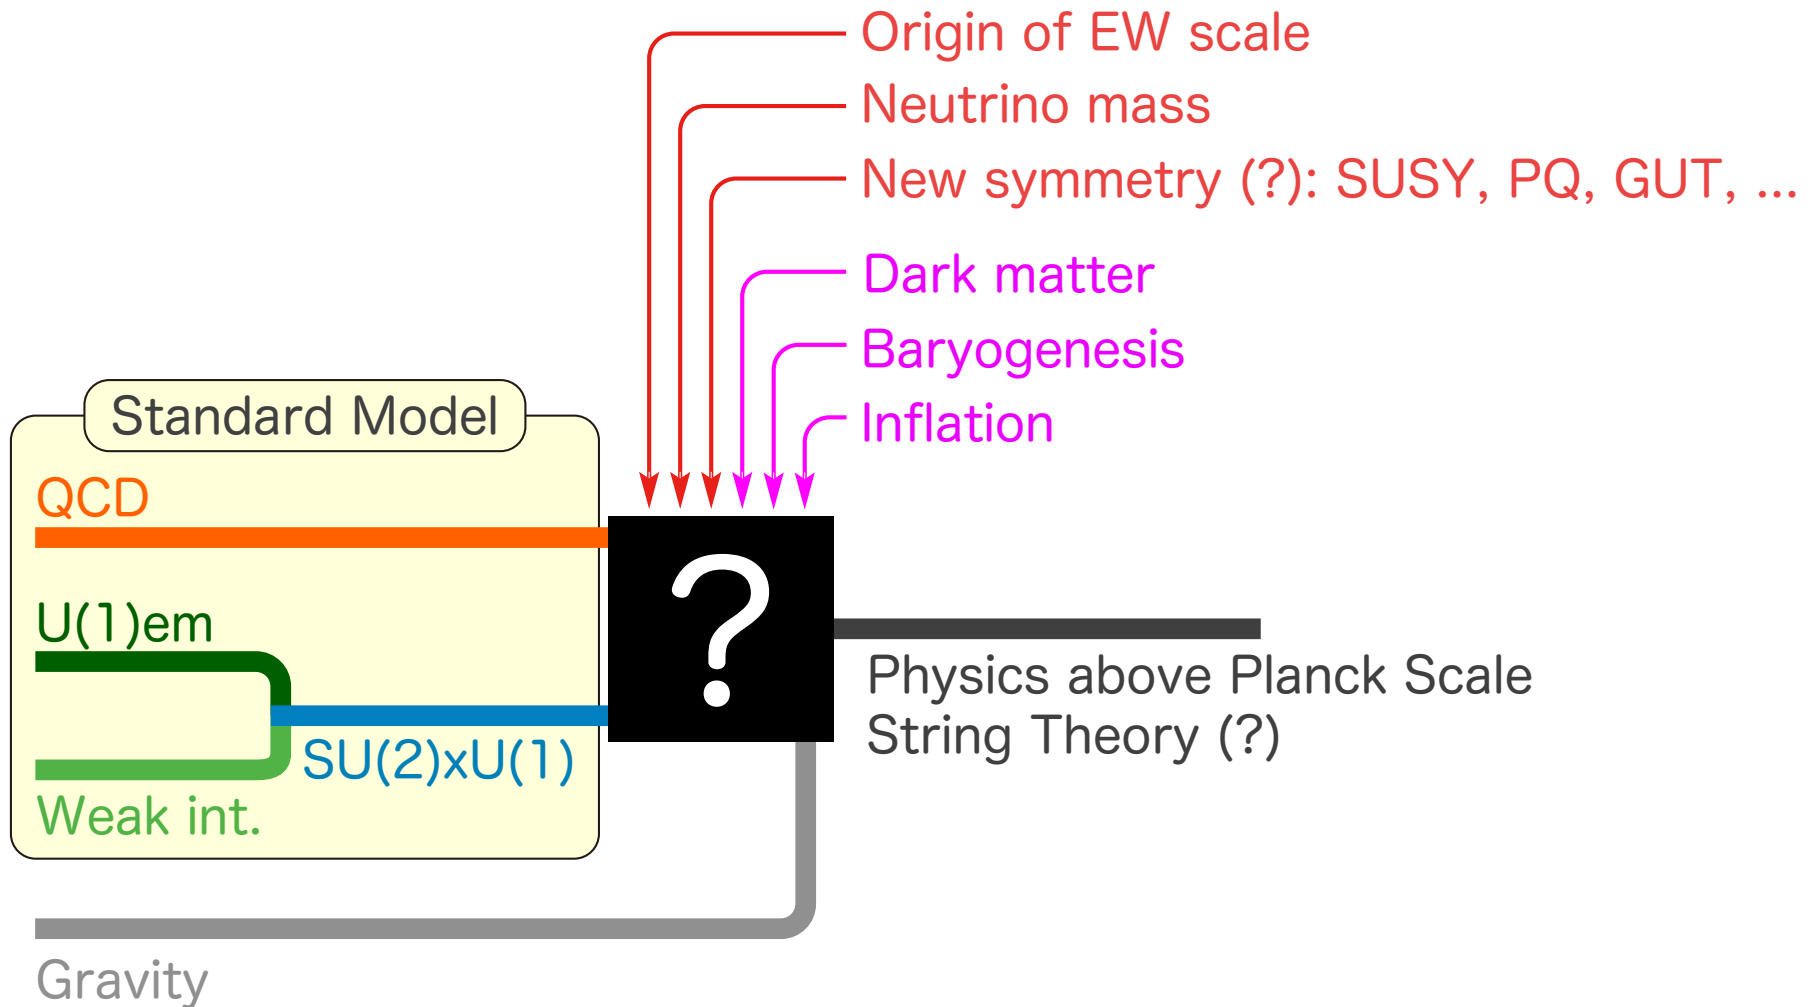 Origin of EW scale
Neutrino mass
New symmetry (?): SUSY, PQ, GUT, ...
Dark matter
Baryogenesis
Inflation
Standard Model
QCD
U(1)em
SU(2)xU(1)
Weak int.
?
Physics above Planck Scale
String Theory (?)
Gravity